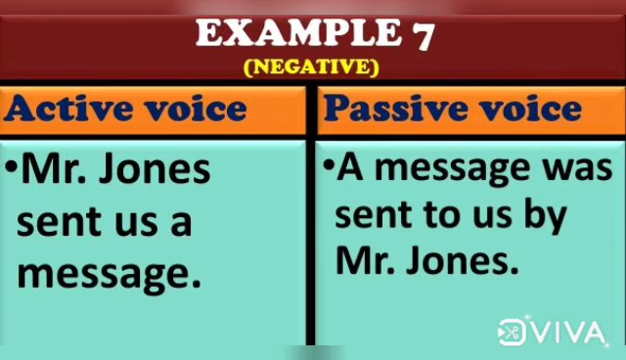 EXAMPLE 7
(NEGATIVE)
Active voice
Passive voice
•Mr. Jones
sent us a
message.
•A message was
sent to us by
Mr. Jones.
VIVA